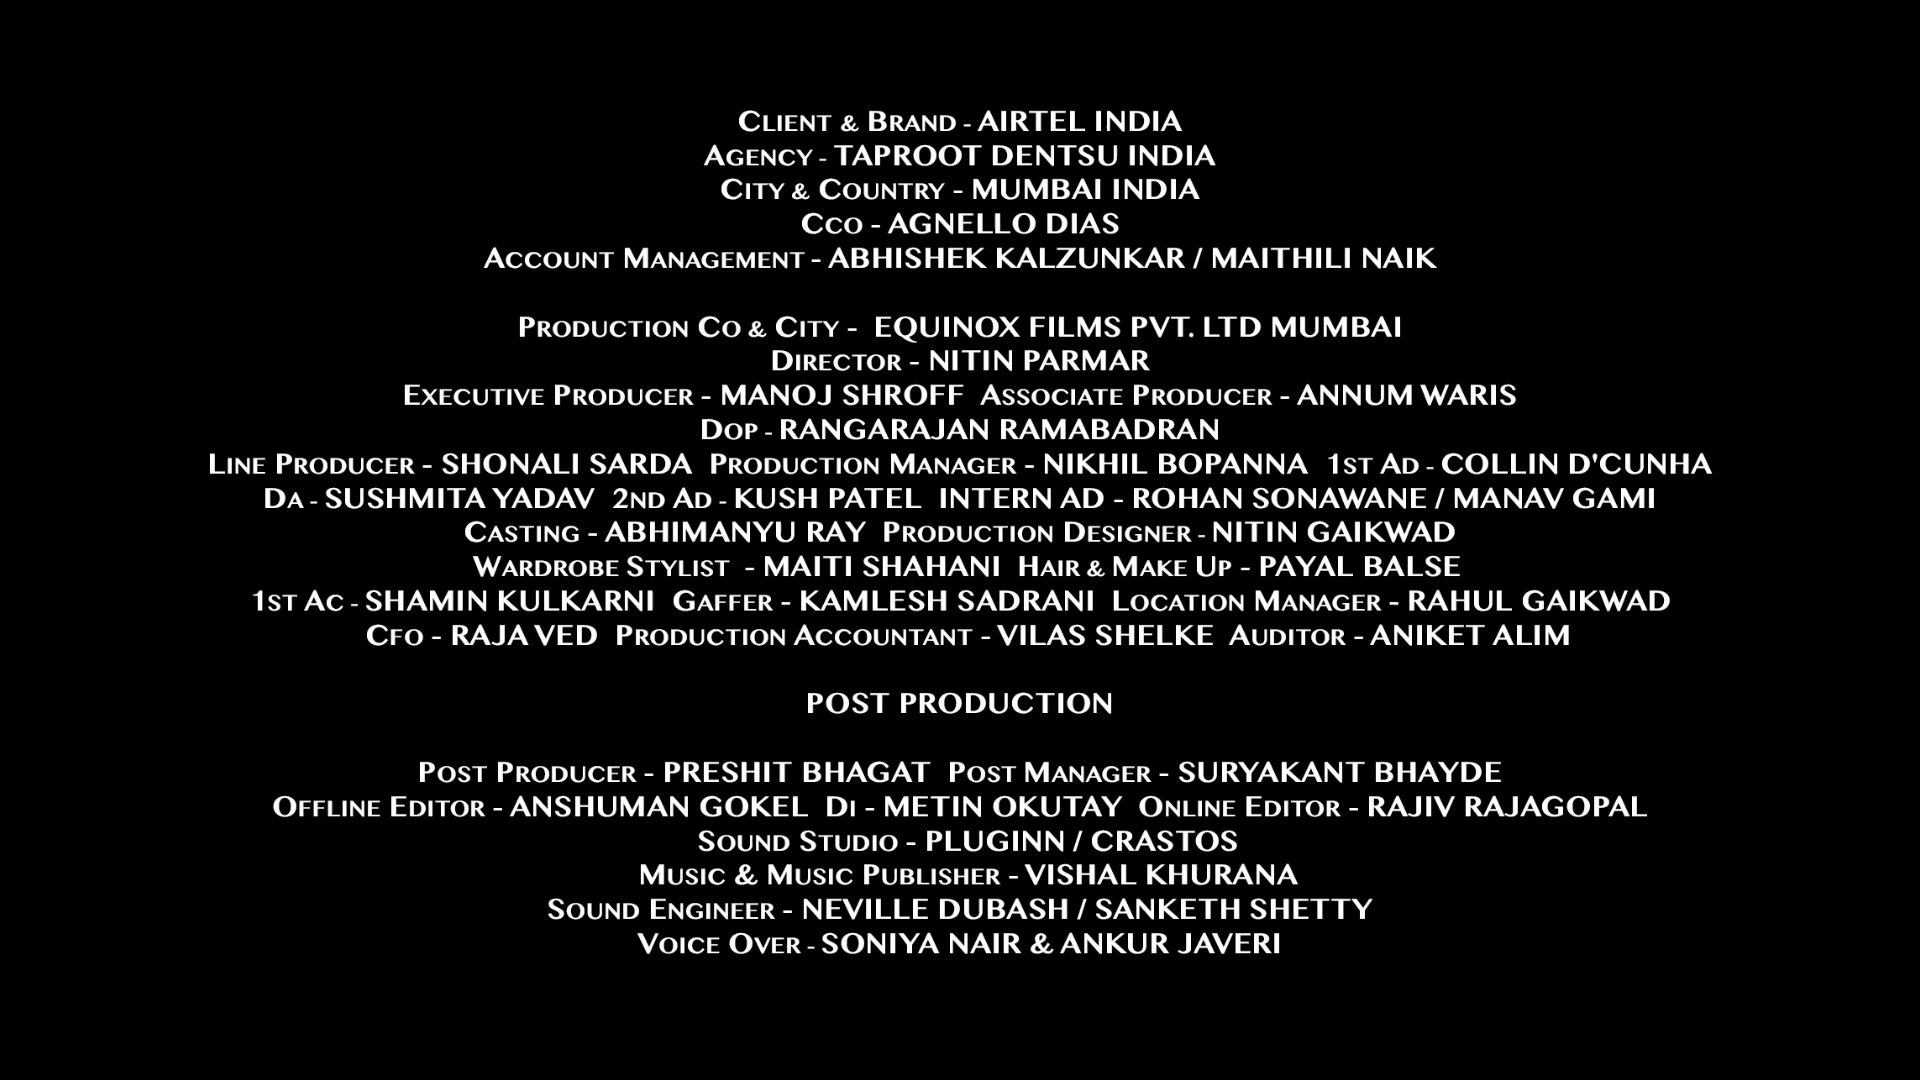 Client & Brand - AIRTEL INDIA
Agency - TAPROOT DENTSU INDIA
City & Country - MUMBAI INDIA
Cco - AGNELLO DIAS
Account Management - ABHISHEK KALZUNKAR / MAITHILI NAIK
Production Co & City - EQUINOX FILMS PVT. LTD MUMBAI
Director - NITIN PARMAR
Executive Producer - MANOJ SHROFF Associate Producer - ANNUM WARIS
Dop - RANGARAJAN RAMABADRAN
Line Producer - SHONALI SARDA Production Manager - NIKHIL BOPANNA 1st Ad - COLLIN D'CUNHA
Da - SUSHMITA YADAV 2nd Ad - KUSH PATEL INTERN AD - ROHAN SONAWANE / MANAV GAMI
Casting - ABHIMANYU RAY Production Designer - NITIN GAIKWAD
Wardrobe Stylist - MAITI SHAHANI Hair & Make Up - PAYAL BALSE
1st Ac - SHAMIN KULKARNI Gaffer - KAMLESH SADRANI Location Manager - RAHUL GAIKWAD
Cfo - RAJA VED Production Accountant - VILAS SHELKE Auditor - ANIKET ALIM
POST PRODUCTION
Post Producer - PRESHIT BHAGAT Post Manager - SURYAKANT BHAYDE
Offline Editor - ANSHUMAN GOKEL Di - METIN OKUTAY Online Editor - RAJIV RAJAGOPAL
Sound Studio - PLUGINN / CRASTOS
Music & Music Publisher - VISHAL KHURANA
Sound Engineer - NEVILLE DUBASH / SANKETH SHETTY
Voice Over - SONIYA NAIR & ANKUR JAVERI